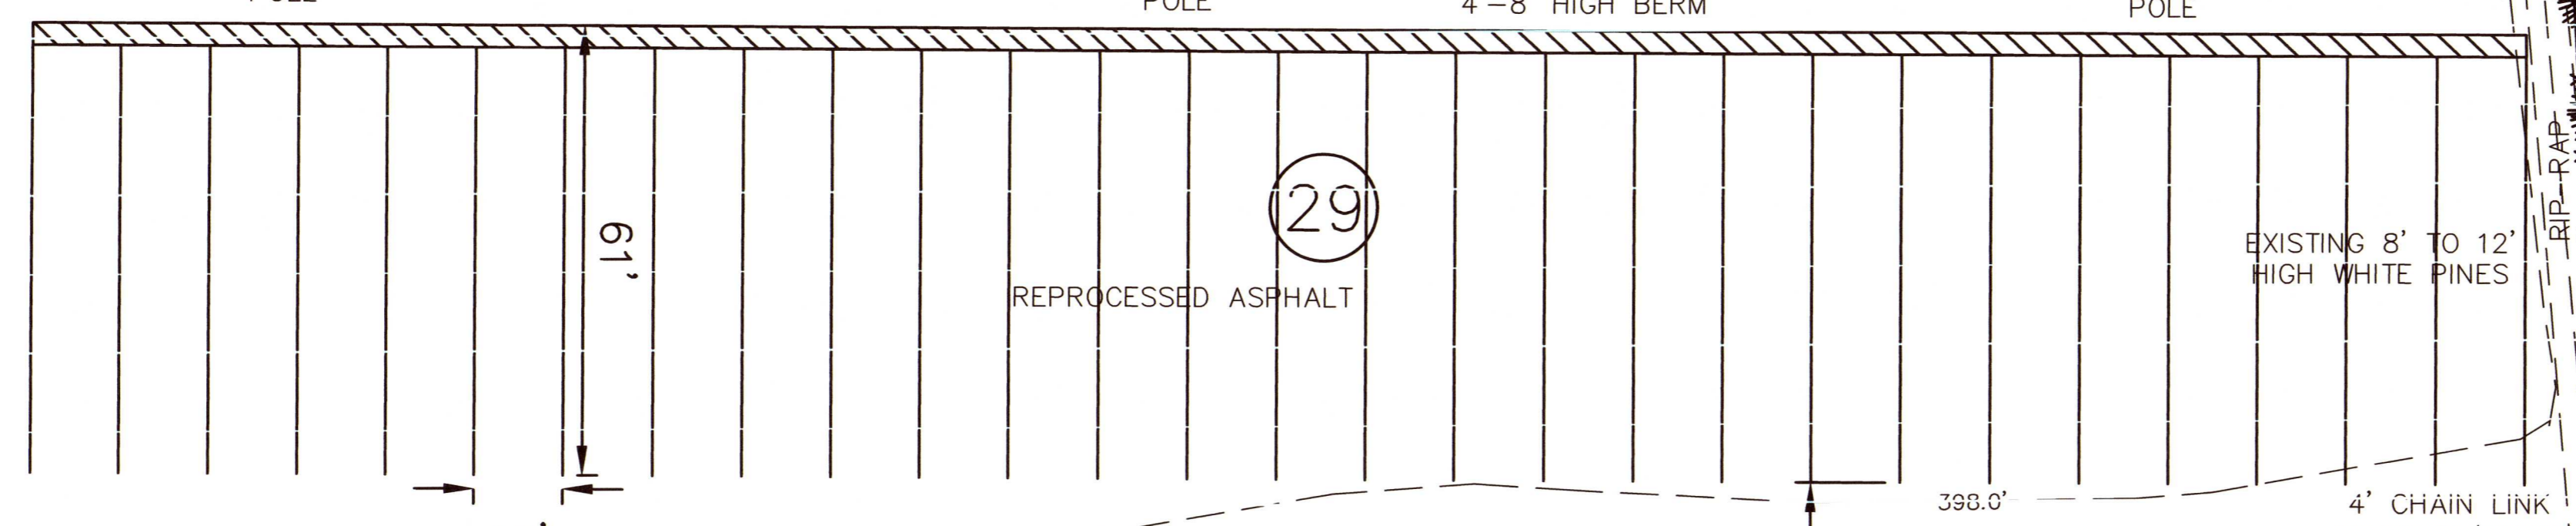 POLE
POLE
4'-8' HIGH BERM
POLE
61'
29
REPROCESSED ASPHALT
EXISTING 8' TO 12'
HIGH WHITE PINES
RIP-RAP
398.0'
4' CHAIN LINK